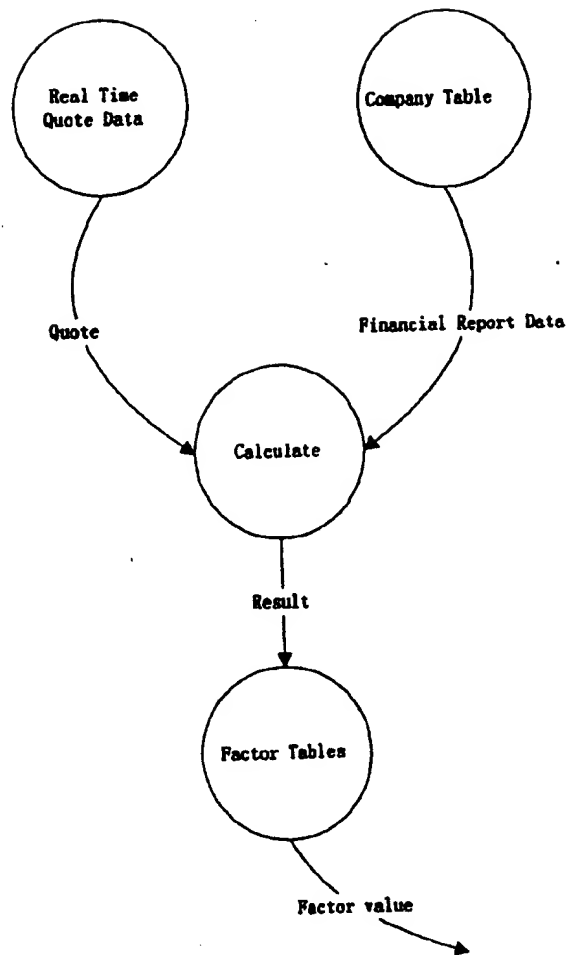 Real Time
Quote Data
Company Table
Quote
Financial Report Data
Calculate
Result
Factor Tables
Factor value